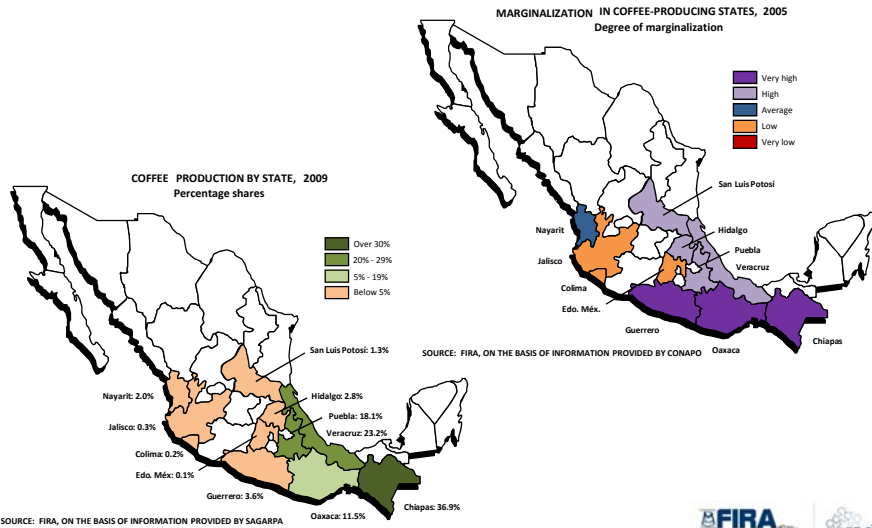 MARGINALIZATION IN COFFEE-PRODUCING STATES, 2005
Degree of marginalization
Very high
High
Average
Low
Very low
San Luis Potosí
Hidalgo
Nayarit
Puebla
Veracruz
Jalisco
Colima
Edo. Méx.
Guerrero
Oaxaca
Chiapas
SOURCE: FIRA, ON THE BASIS OF INFORMATION PROVIDED BY CONAPO
COFFEE PRODUCTION BY STATE, 2009
Percentage shares
Over 30%
20% - 29%
5% - 19%
Below 5%
San Luis Potosí: 1.3%
Nayarit: 2.0%
Hidalgo: 2.8%
Puebla: 18.1%
Jalisco: 0.3%
Veracruz: 23.2%
Colima: 0.2%
Edo. Méx: 0.1%
Guerrero: 3.6%
Oaxaca: 11.5%
Chiapas: 36.9%
SOURCE: FIRA, ON THE BASIS OF INFORMATION PROVIDED BY SAGARPA
FIRA